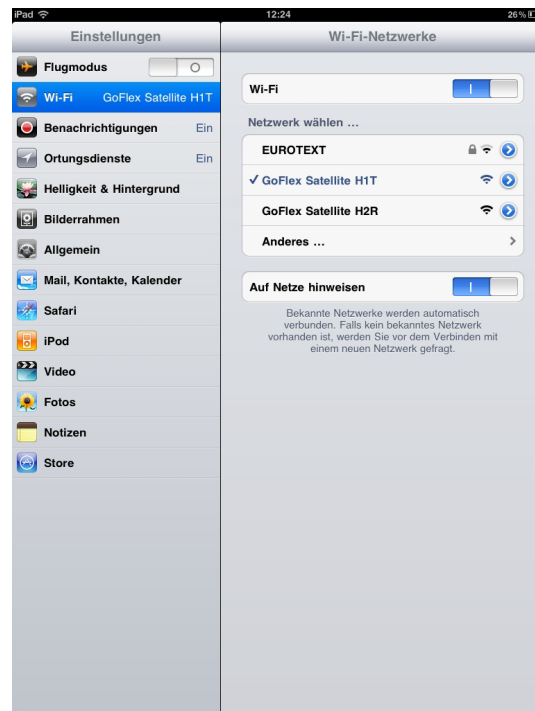 iPad 12:24 26%
Einstellungen
Flugmodus
Wi-Fi GoFlex Satellite H1T
Benachrichtigungen Ein
Ortungsdienste Ein
Helligkeit & Hintergrund
Bilderrahmen
Allgemein
Mail, Kontakte, Kalender
Safari
iPod
Video
Fotos
Notizen
Store
Wi-Fi-Netzwerke
Wi-Fi
Netzwerk wählen ...
EUROTEXT
GoFlex Satellite H1T
GoFlex Satellite H2R
Anderes ...
Auf Netze hinweisen
Bekannte Netzwerke werden automatisch
verbunden. Falls kein bekanntes Netzwerk
vorhanden ist, werden Sie vor dem Verbinden mit
einem neuen Netzwerk gefragt.